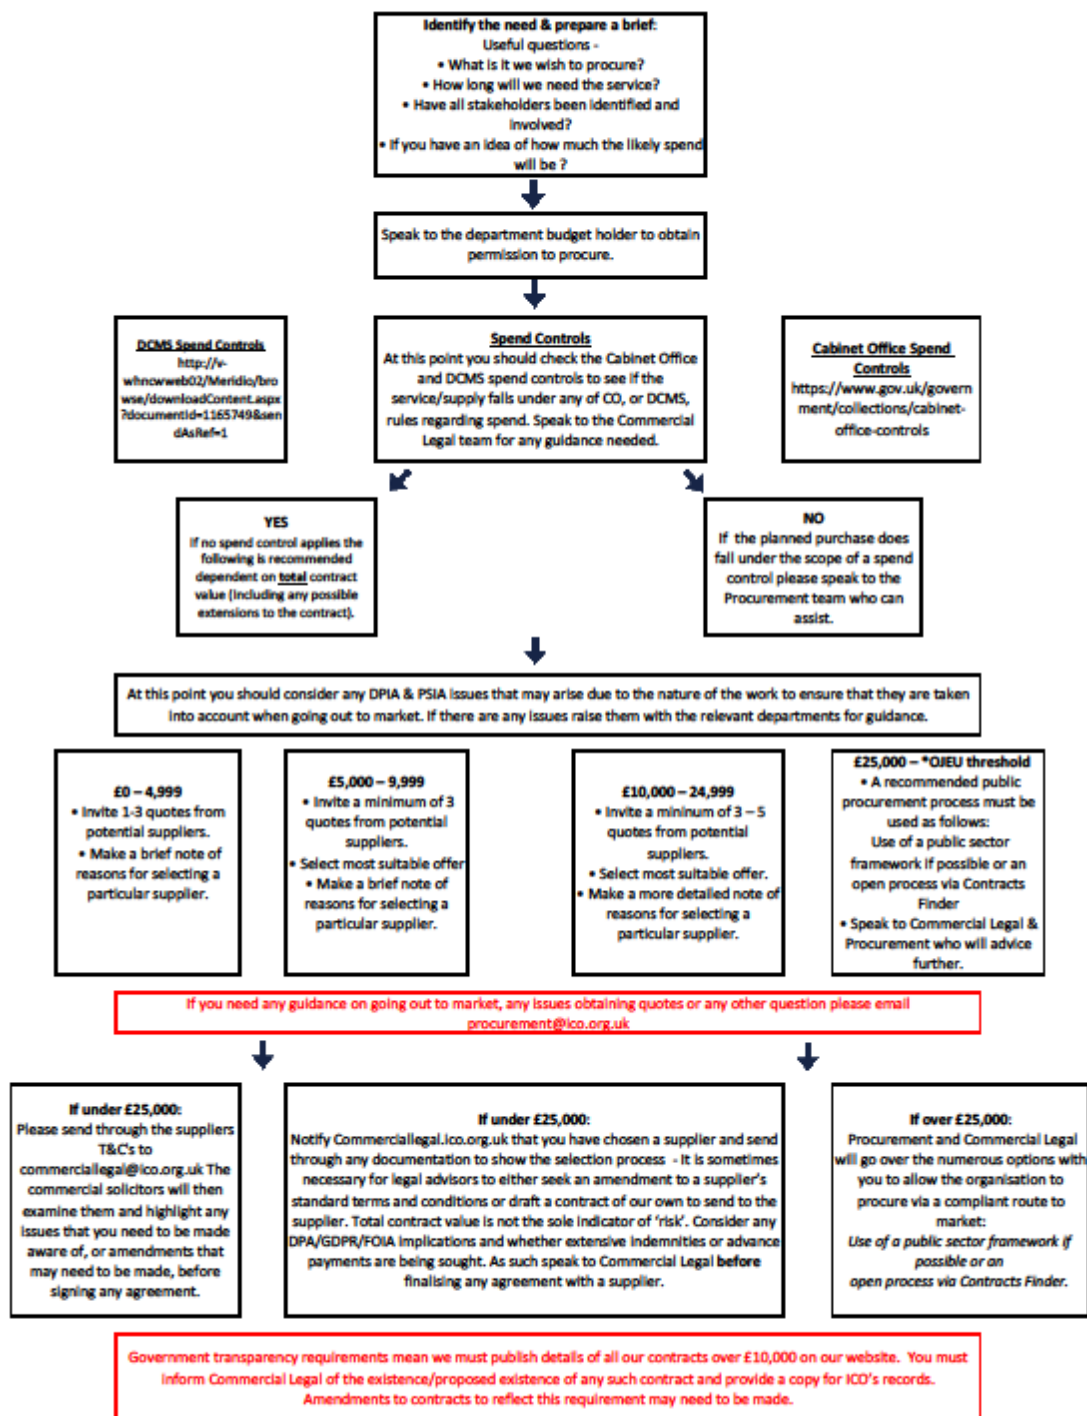 Identify the need & prepare a brief:
Useful questions -
• What is it we wish to procure?
• How long will we need the service?
• Have all stakeholders been identified and
involved?
• If you have an idea of how much the likely spend
will be ?
Speak to the department budget holder to obtain
permission to procure.
DCMS Spend Controls
http://v-
whncwweb02/Meridio/bro
wse/downloadContent.aspx
?documentId=1165749&sen
dAsRef=1
Spend Controls
At this point you should check the Cabinet Office
and DCMS spend controls to see if the
service/supply falls under any of CO, or DCMS,
rules regarding spend. Speak to the Commercial
Legal team for any guidance needed.
Cabinet Office Spend
Controls
https://www.gov.uk/govern
ment/collections/cabinet-
office-controls
YES
If no spend control applies the
following is recommended
dependent on total contract
value (including any possible
extensions to the contract).
NO
If the planned purchase does
fall under the scope of a spend
control please speak to the
Procurement team who can
assist.
At this point you should consider any DPIA & PSIA issues that may arise due to the nature of the work to ensure that they are taken
into account when going out to market. If there are any issues raise them with the relevant departments for guidance.
£0 – 4,999
• Invite 1-3 quotes from
potential suppliers.
• Make a brief note of
reasons for selecting a
particular supplier.
£5,000 – 9,999
• Invite a minimum of 3
quotes from potential
suppliers.
• Select most suitable offer
• Make a brief note of
reasons for selecting a
particular supplier.
£10,000 – 24,999
• Invite a mininum of 3 – 5
quotes from potential
suppliers.
• Select most suitable offer.
• Make a more detailed note of
reasons for selecting a
particular supplier.
£25,000 – *OJEU threshold
• A recommended public
procurement process must be
used as follows:
Use of a public sector
framework if possible or an
open process via Contracts
Finder
• Speak to Commercial Legal &
Procurement who will advice
further.
If you need any guidance on going out to market, any issues obtaining quotes or any other question please email
procurement@ico.org.uk
If under £25,000:
Please send through the suppliers
T&C's to
commerciallegal@ico.org.uk The
commercial solicitors will then
examine them and highlight any
issues that you need to be made
aware of, or amendments that
may need to be made, before
signing any agreement.
If under £25,000:
Notify Commerciallegal.ico.org.uk that you have chosen a supplier and send
through any documentation to show the selection process - It is sometimes
necessary for legal advisors to either seek an amendment to a supplier's
standard terms and conditions or draft a contract of our own to send to the
supplier. Total contract value is not the sole indicator of 'risk'. Consider any
DPA/GDPR/FOIA implications and whether extensive indemnities or advance
payments are being sought. As such speak to Commercial Legal before
finalising any agreement with a supplier.
If over £25,000:
Procurement and Commercial Legal
will go over the numerous options with
you to allow the organisation to
procure via a compliant route to
market:
Use of a public sector framework if
possible or an
open process via Contracts Finder.
Government transparency requirements mean we must publish details of all our contracts over £10,000 on our website. You must
inform Commercial Legal of the existence/proposed existence of any such contract and provide a copy for ICO's records.
Amendments to contracts to reflect this requirement may need to be made.